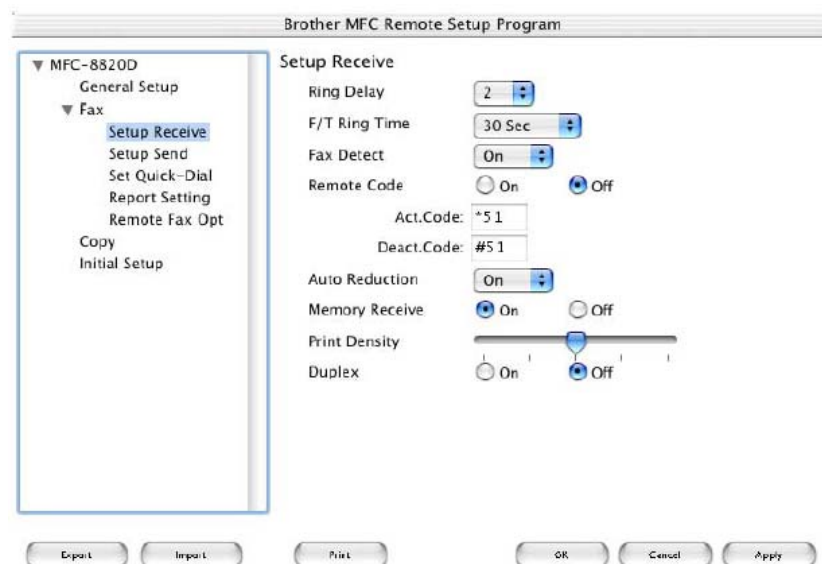 Brother MFC Remote Setup Program
MFC-8820D
General Setup
Fax
Setup Receive
Setup Send
Set Quick-Dial
Report Setting
Remote Fax Opt
Copy
Initial Setup
Setup Receive
Ring Delay 2
F/T Ring Time 30 Sec
Fax Detect On
Remote Code On Off
Act.Code: *51
Deact.Code: #51
Auto Reduction On
Memory Receive On Off
Print Density
Duplex On Off
Export Import Print OK Cancel Apply